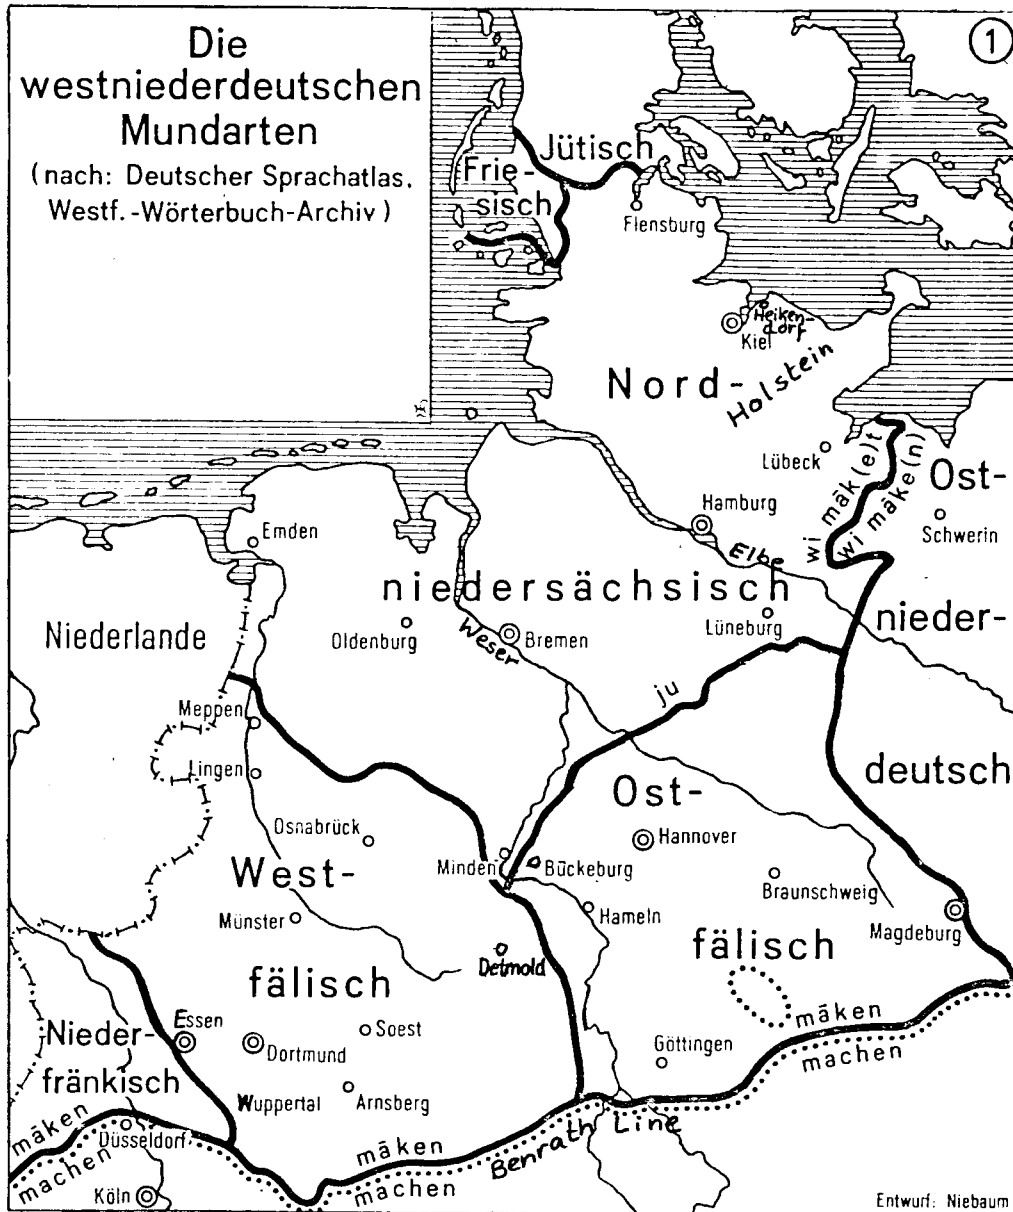 Die
westniederdeutschen
Mundarten
(nach: Deutscher Sprachatlas,
Westf.-Wörterbuch-Archiv)
1
Jütisch
Frie-
sisch
Flensburg
Heiken-
dorf
Kiel
Holstein
Nord-
Lübeck
wi mäk(e)t
wi mäke(n)
Ost-
Schwerin
Hamburg
Elbe
Emden
niedersächsisch
Niederlande
Oldenburg
Weser
Bremen
Lüneburg
nieder-
ju
Meppen
Lingen
deutsch
Ost-
Osnabrück
Hannover
Minden
Bückeburg
West-
Braunschweig
Münster
Hameln
Magdeburg
fälisch
Detmold
fälisch
mäken
machen
Nieder-
fränkisch
Essen
Dortmund
Soest
Göttingen
Wuppertal
Arnsberg
mäken
machen
Düsseldorf
mäken
machen
Benrath Line
Köln
Entwurf: Niebaum